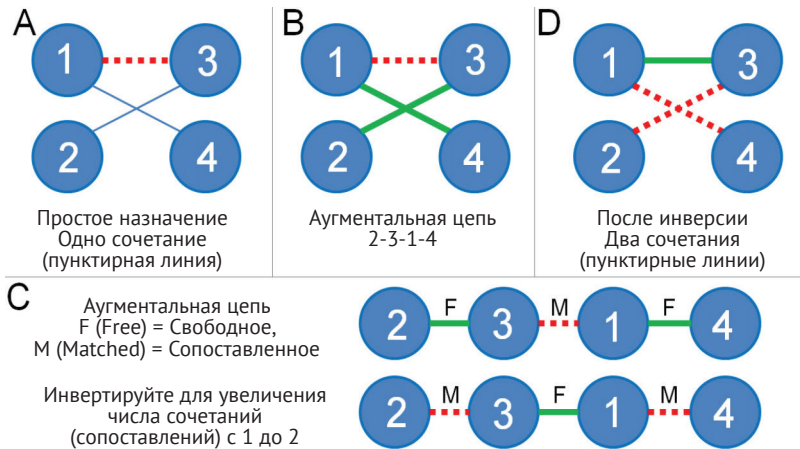 A
1
3
2
4
Простое назначение
Одно сочетание
(пунктирная линия)
B
1
3
2
4
Аугментальная цепь
2-3-1-4
D
1
3
2
4
После инверсии
Два сочетания
(пунктирные линии)
C
Аугментальная цепь
F (Free) = Свободное,
M (Matched) = Сопоставленное
2 F 3 M 1 F 4
Инвертируйте для увеличения
числа сочетаний
(сопоставлений) с 1 до 2
2 M 3 F 1 M 4